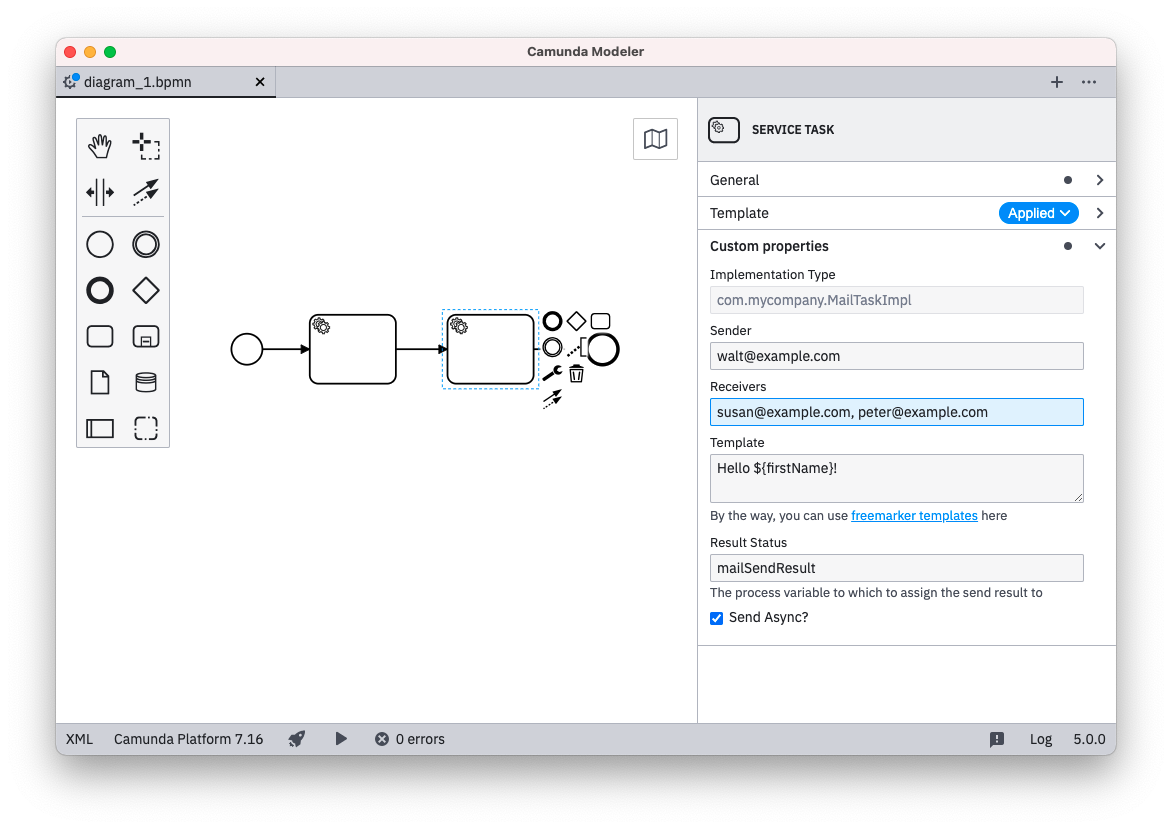 Camunda Modeler
diagram_1.bpmn
SERVICE TASK
General
Template
Applied
Custom properties
Implementation Type
com.mycompany.MailTaskImpl
Sender
walt@example.com
Receivers
susan@example.com, peter@example.com
Template
Hello ${firstName}!
By the way, you can use freemarker templates here
Result Status
mailSendResult
The process variable to which to assign the send result to
Send Async?
XML Camunda Platform 7.16 0 errors Log 5.0.0